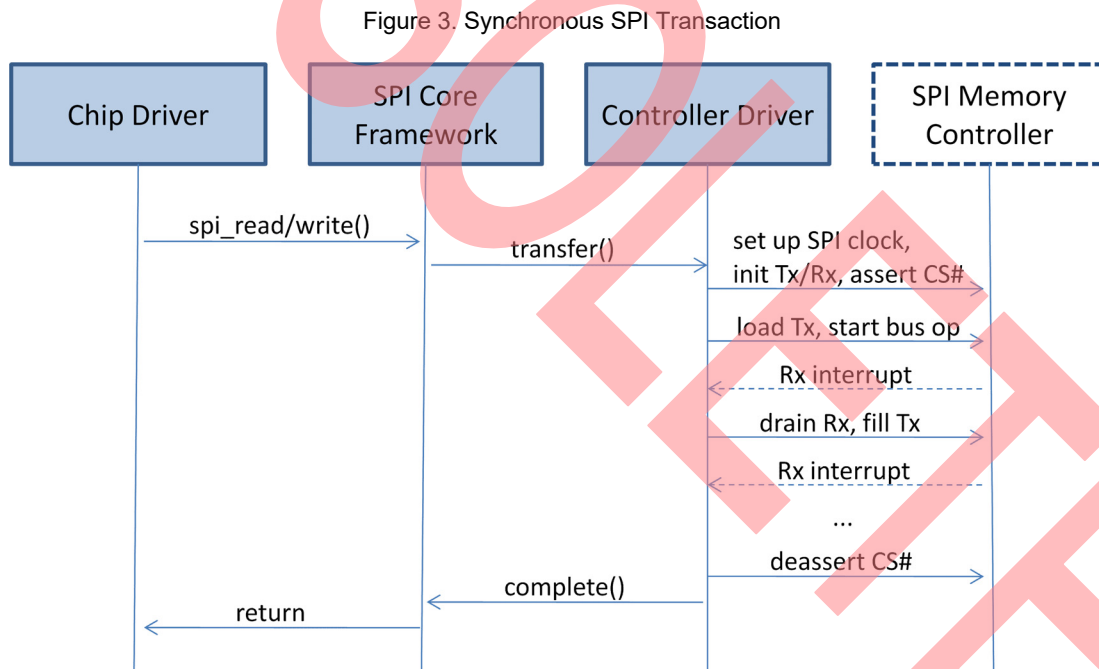 Figure 3. Synchronous SPI Transaction
Chip Driver
SPI Core
Framework
Controller Driver
SPI Memory
Controller
spi_read/write()
transfer()
set up SPI clock,
init Tx/Rx, assert CS#
load Tx, start bus op
Rx interrupt
drain Rx, fill Tx
Rx interrupt
...
deassert CS#
complete()
return